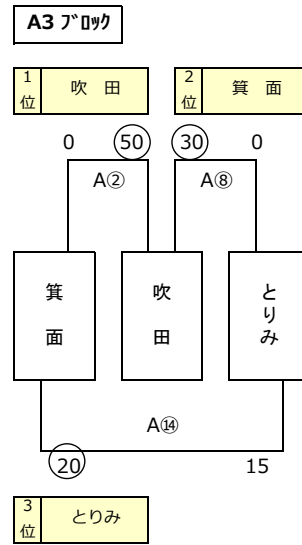 A3 ﾌﾞﾛｯｸ
1位 吹 田
2位 箕 面
0 50 30 0
A② A⑧
箕面
吹田
とりみ
A⑭
20 15
3位 とりみ